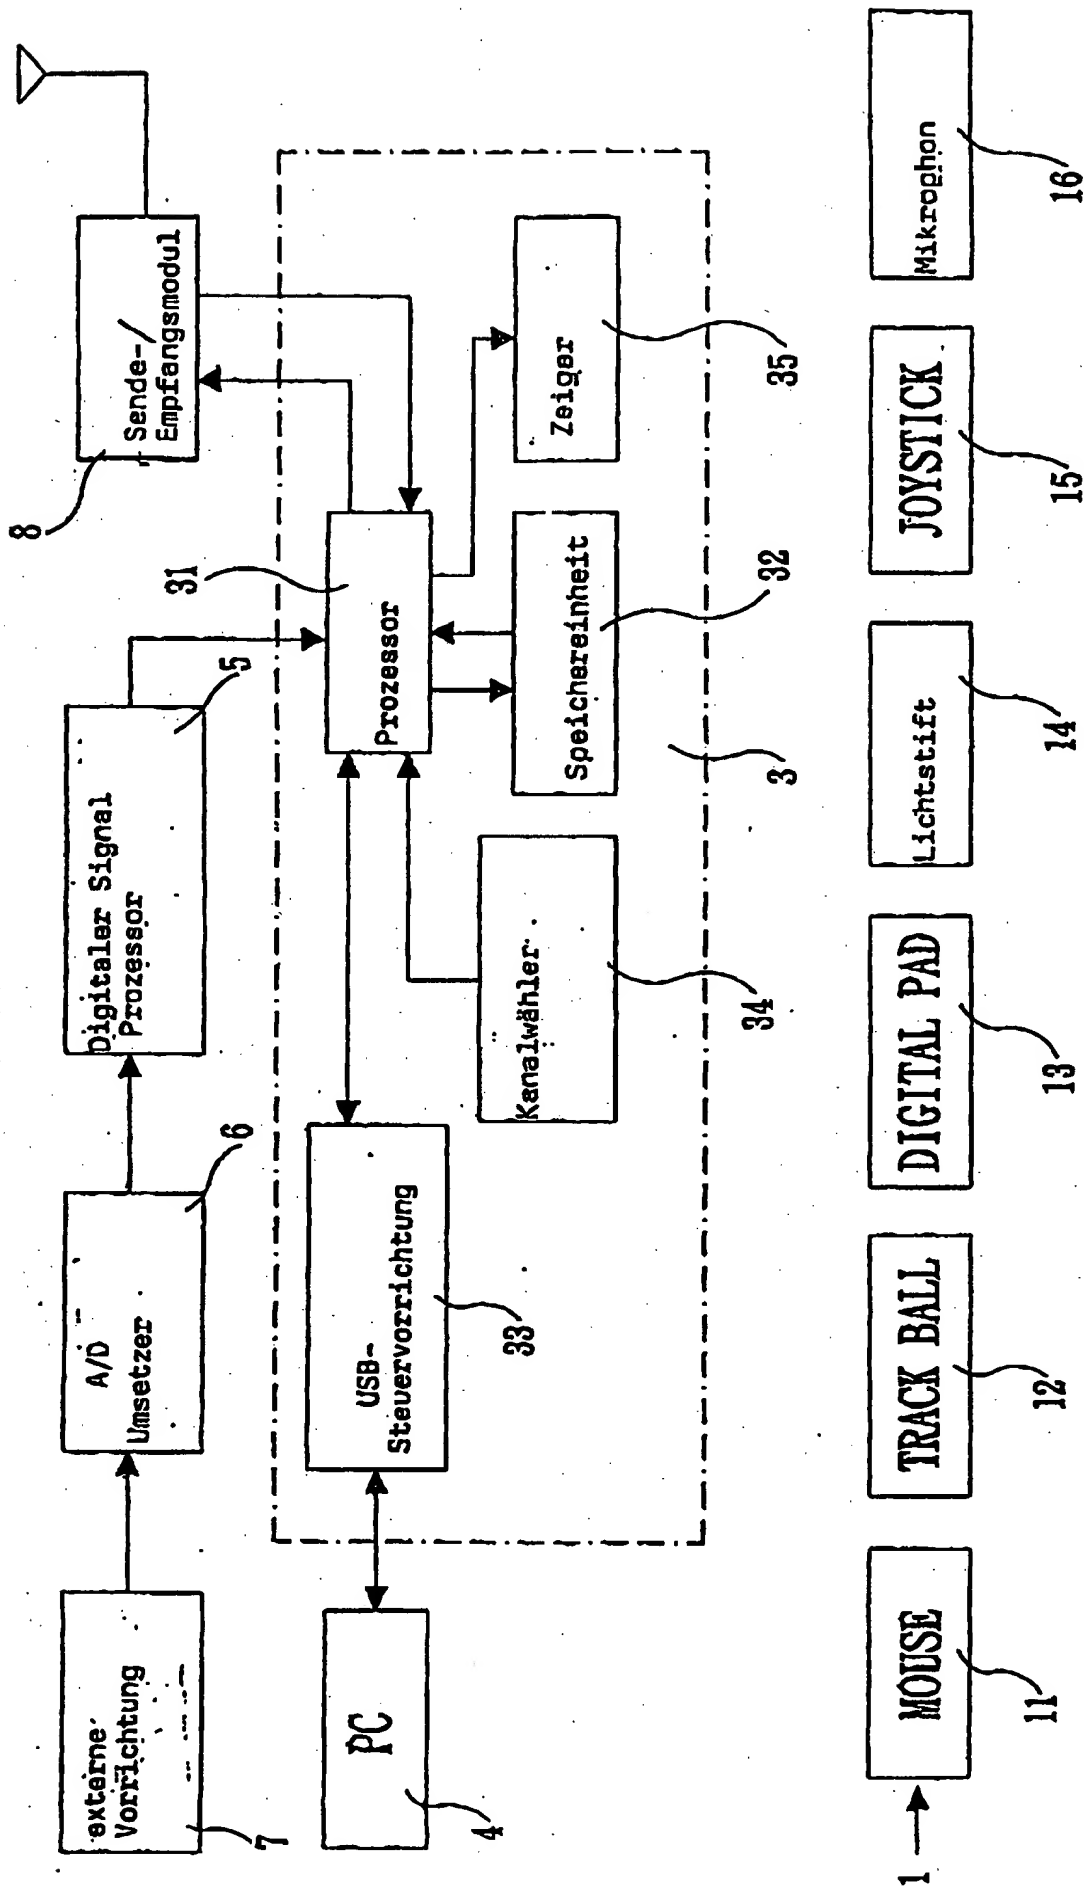 externe
Vorrichtung
7
A/D
Umsetzer
6
Digitaler Signal
Prozessor
5
Sende-/
Empfangsmodul
8
PC
4
USB-
Steuervorrichtung
33
Prozessor
31
Kanalwähler
34
Speichereinheit
32
Zeiger
35
3
1
MOUSE
11
TRACK BALL
12
DIGITAL PAD
13
Lichtstift
14
JOYSTICK
15
Mikrophon
16